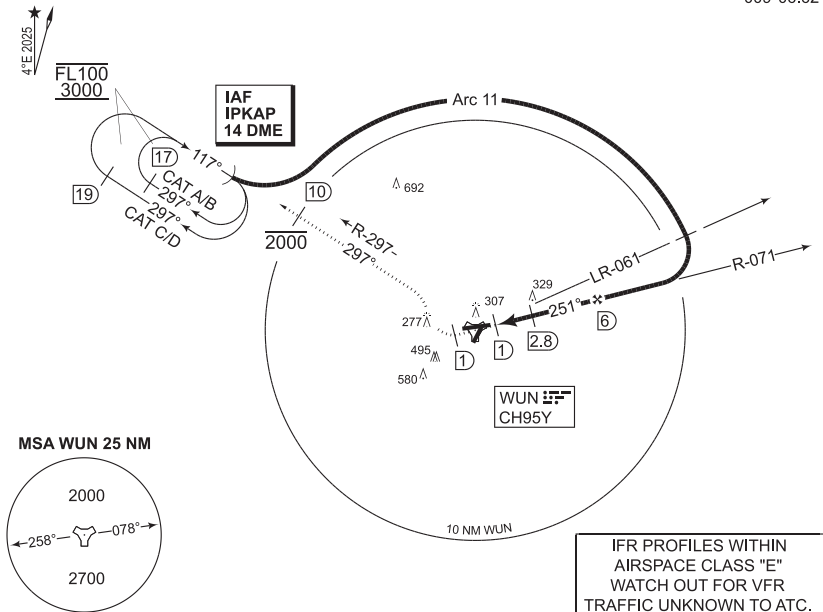 4°E 2025
FL100
3000
IAF
IPKAP
14 DME
Arc 11
117°
17
CAT A/B
297°
297°
CAT C/D
19
10
2000
692
R-297
297°
LR-061
R-071
329
307
251°
6
277
2.8
1
1
495
580
WUN
CH95Y
MSA WUN 25 NM
2000
258°
078°
2700
10 NM WUN
IFR PROFILES WITHIN
AIRSPACE CLASS "E"
WATCH OUT FOR VFR
TRAFFIC UNKNOWN TO ATC.